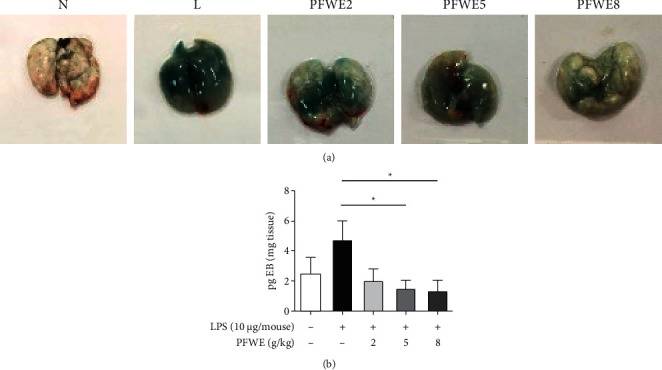 N L PFWE2 PFWE5 PFWE8
(a)
pg EB (mg tissue)
8
6
4
2
0
*
*
LPS (10 μg/mouse) – + + + +
PFWE (g/kg) – – 2 5 8
(b)